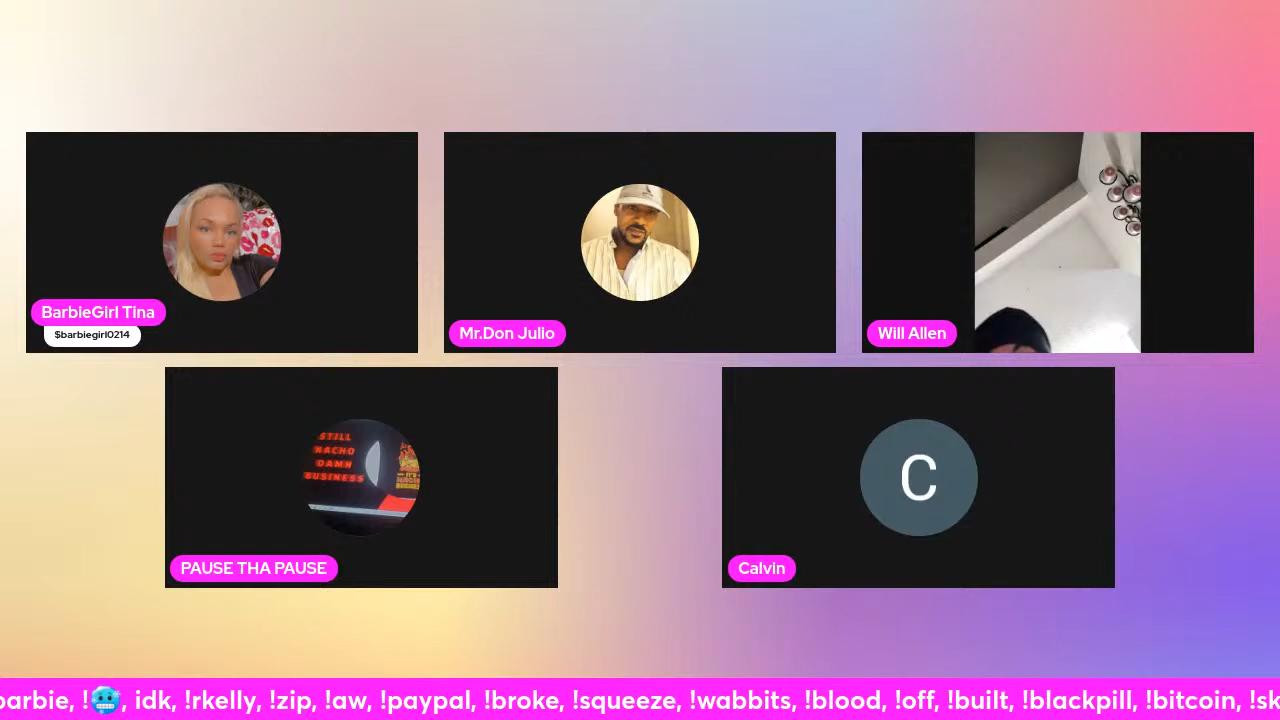 BarbieGirl Tina
$barbiegirl0214
Mr.Don Julio
Will Allen
STILL
NACHO
DAMN
BUSINESS
PAUSE THA PAUSE
C
Calvin
barbie, !🥶, idk, !rkelly, !zip, !aw, !paypal, !broke, !squeeze, !wabbits, !blood, !off, !built, !blackpill, !bitcoin, !sk